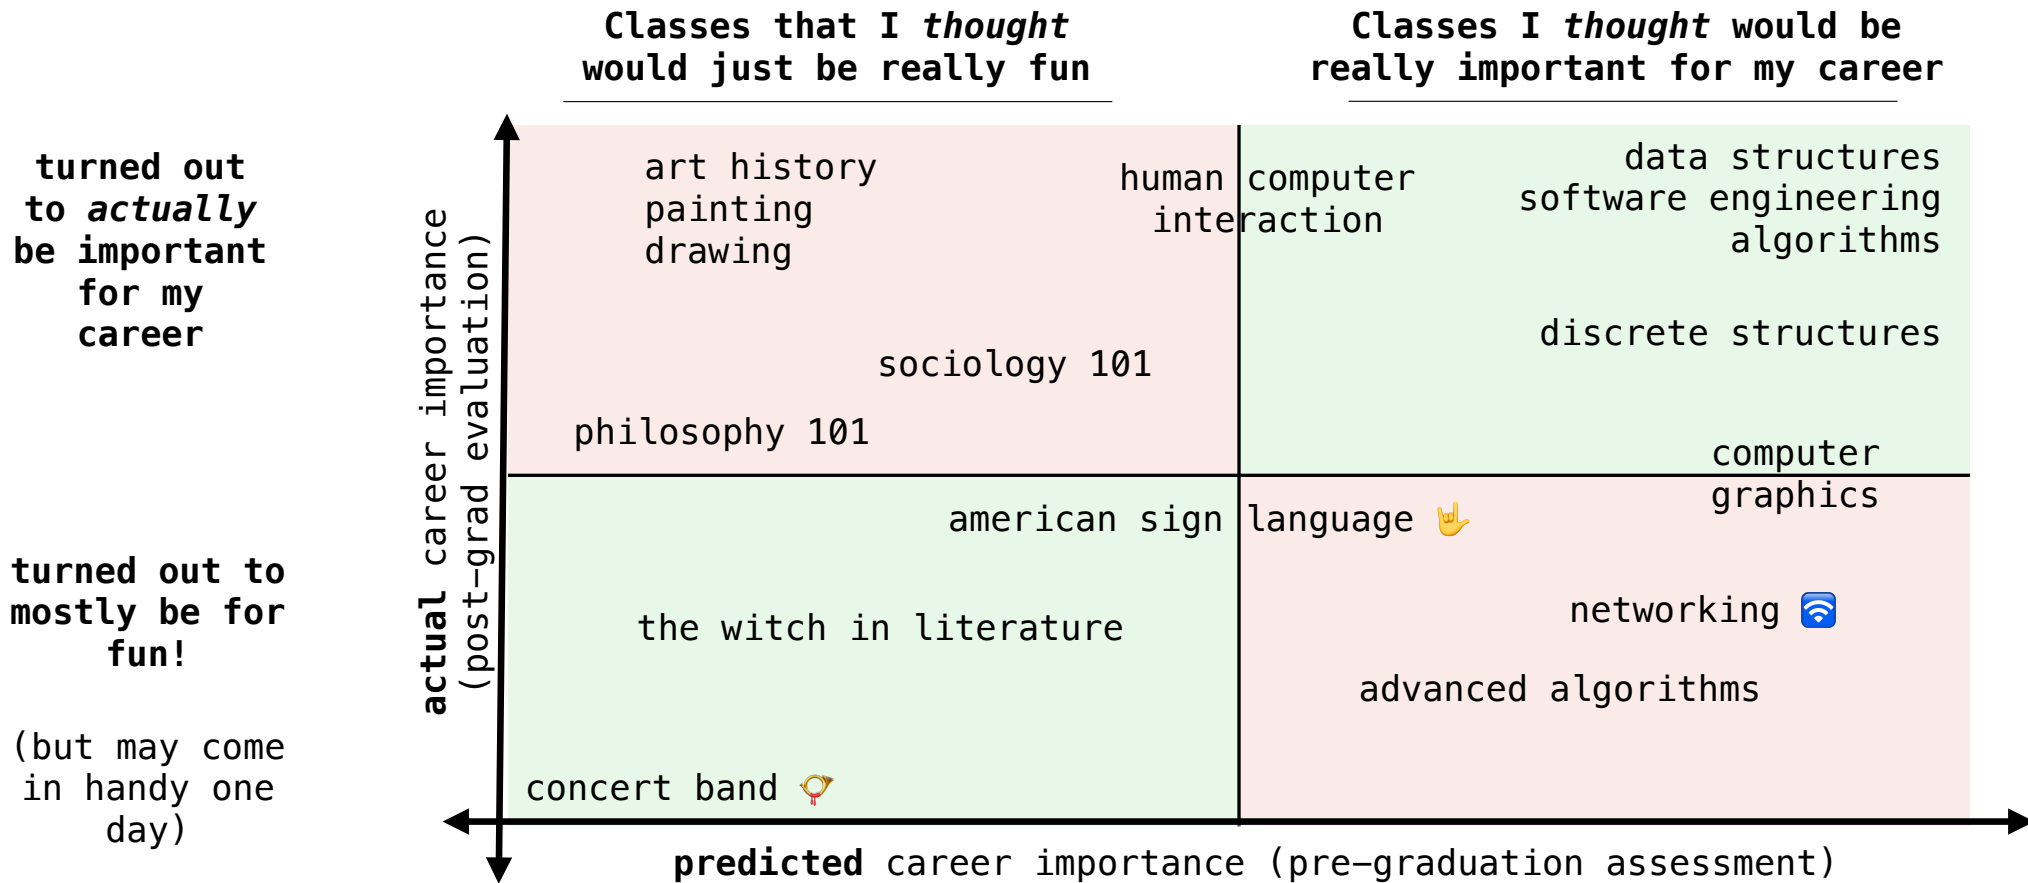 Classes that I thought
would just be really fun
Classes I thought would be
really important for my career
turned out
to actually
be important
for my
career
turned out to
mostly be for
fun!
(but may come
in handy one
day)
actual career importance
(post-grad evaluation)
art history
painting
drawing
human computer
interaction
data structures
software engineering
algorithms
discrete structures
sociology 101
philosophy 101
computer
graphics
american sign language 🤟
the witch in literature
networking 🛜
advanced algorithms
concert band 📯
predicted career importance (pre-graduation assessment)